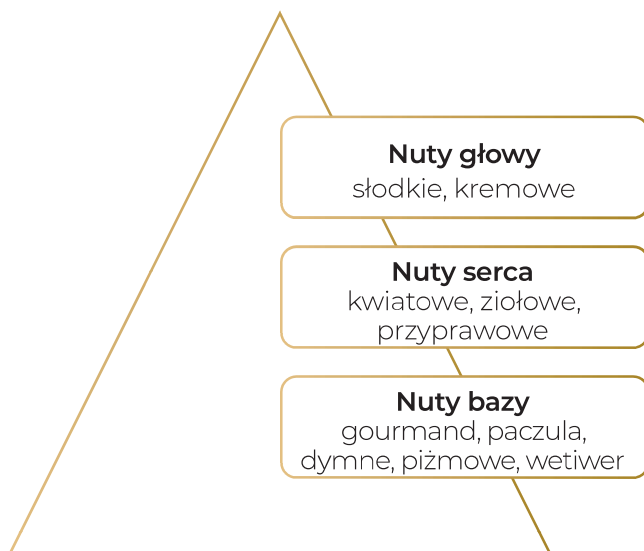 Nuty głowy
słodkie, kremowe
Nuty serca
kwiatowe, ziołowe,
przyprawowe
Nuty bazy
gourmand, paczula,
dymne, piżmowe, wetiwer